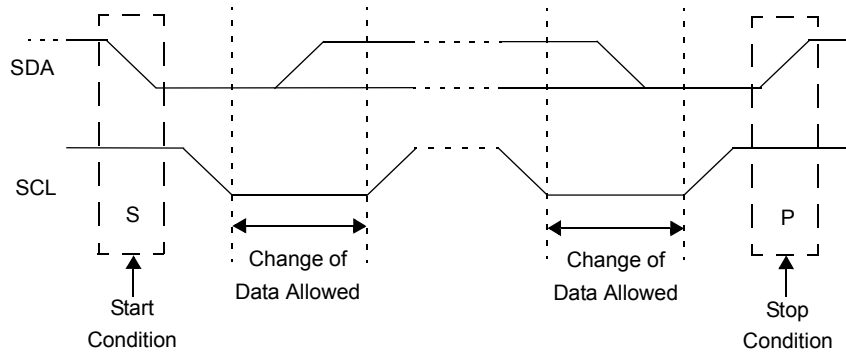 SDA
SCL
S
P
Change of
Data Allowed
Change of
Data Allowed
Start
Condition
Stop
Condition